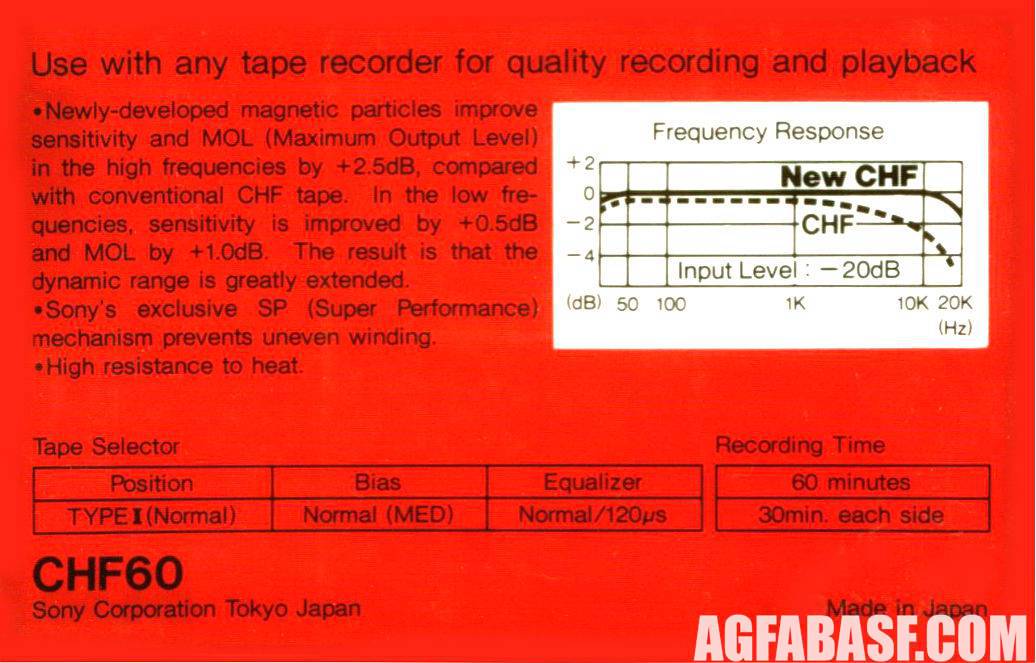 Use with any tape recorder for quality recording and playback
•Newly-developed magnetic particles improve
sensitivity and MOL (Maximum Output Level)
in the high frequencies by +2.5dB, compared
with conventional CHF tape. In the low fre-
quencies, sensitivity is improved by +0.5dB
and MOL by +1.0dB. The result is that the
dynamic range is greatly extended.
•Sony's exclusive SP (Super Performance)
mechanism prevents uneven winding.
•High resistance to heat.
Frequency Response
+2
0
−2
−4
New CHF
CHF
Input Level : −20dB
(dB) 50 100 1K 10K 20K
(Hz)
Tape Selector
Position Bias Equalizer
TYPE I (Normal) Normal (MED) Normal/120μs
Recording Time
60 minutes
30min. each side
CHF60
Sony Corporation Tokyo Japan
Made in Japan
AGFABASF.COM